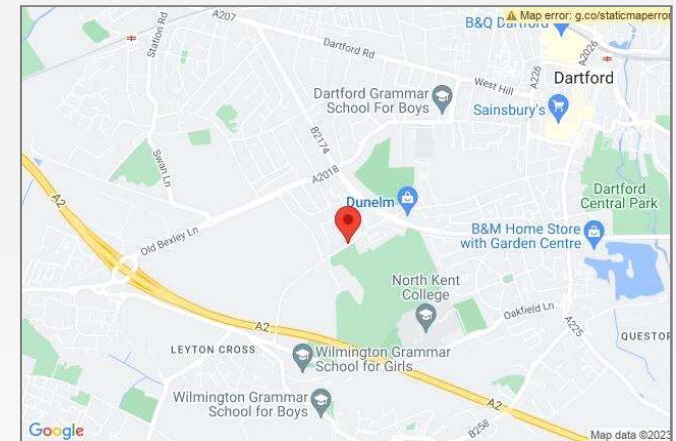 A207
Map error: g.co/staticmaperror
B&Q Dartford
Station Rd
Dartford Rd
A2026
A226
West Hill
Dartford
Dartford Grammar
School For Boys
Sainsbury's
B2174
Swan Ln
A2018
Dartford
Central Park
A2
Dunelm
B&M Home Store
with Garden Centre
Old Bexley Ln
North Kent
College
Oakfield Ln
A225
A2
QUESTOR
LEYTON CROSS
Wilmington Grammar
School for Girls
Wilmington Grammar
School for Boys
A2
B258
Google
Map data ©2023